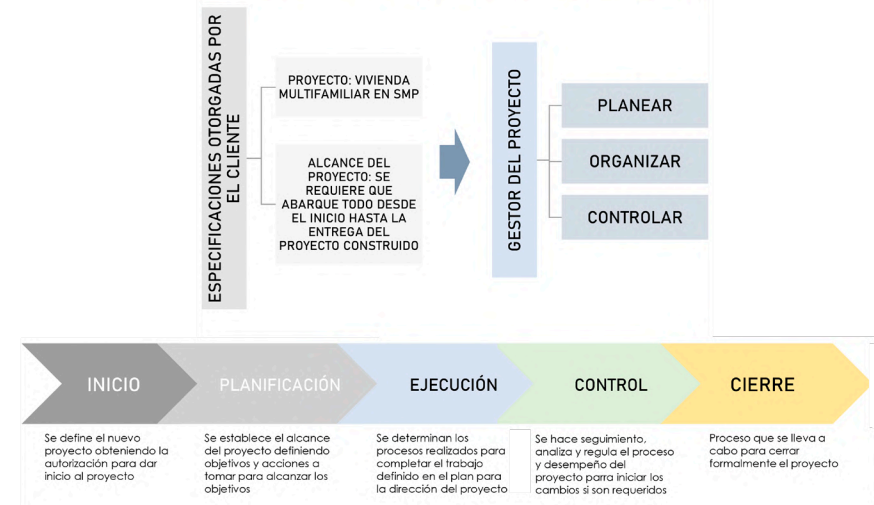 ESPECIFICACIONES OTORGADAS POR
EL CLIENTE
PROYECTO: VIVIENDA
MULTIFAMILIAR EN SMP
ALCANCE DEL
PROYECTO: SE
REQUIERE QUE
ABARQUE TODO DESDE
EL INICIO HASTA LA
ENTREGA DEL
PROYECTO CONSTRUIDO
GESTOR DEL PROYECTO
PLANEAR
ORGANIZAR
CONTROLAR
INICIO
PLANIFICACIÓN
EJECUCIÓN
CONTROL
CIERRE
Se define el nuevo
proyecto obteniendo la
autorización para dar
inicio al proyecto
Se establece el alcance
del proyecto definiendo
objetivos y acciones a
tomar para alcanzar los
objetivos
Se determinan los
procesos realizados para
completar el trabajo
definido en el plan para
la dirección del proyecto
Se hace seguimiento,
analiza y regula el proceso
y desempeño del
proyecto parra iniciar los
cambios si son requeridos
Proceso que se lleva a
cabo para cerrar
formalmente el proyecto